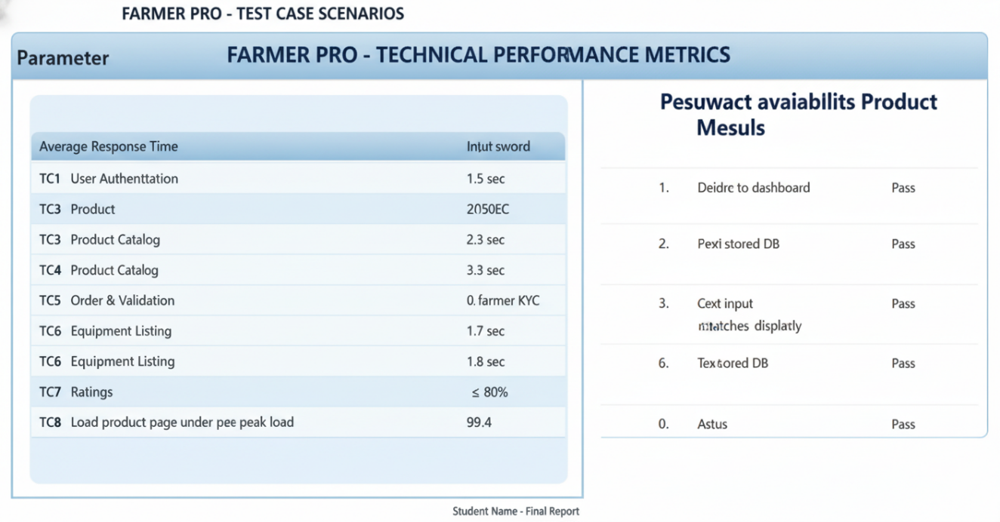 FARMER PRO - TEST CASE SCENARIOS
Parameter
FARMER PRO - TECHNICAL PERFORMANCE METRICS
Average Response Time Intut sword
TC1 User Authenttation 1.5 sec
TC3 Product 2050EC
TC3 Product Catalog 2.3 sec
TC4 Product Catalog 3.3 sec
TC5 Order & Validation 0. farmer KYC
TC6 Equipment Listing 1.7 sec
TC6 Equipment Listing 1.8 sec
TC7 Ratings ≤ 80%
TC8 Load product page under pee peak load 99.4
Pesuwact avaiabllits Product
Mesuls
1. Deidrc to dashboard Pass
2. Pexi stored DB Pass
3. Cext input Pass
displatly
6. DB Pass
0. Astus Pass
Student Name - Final Report